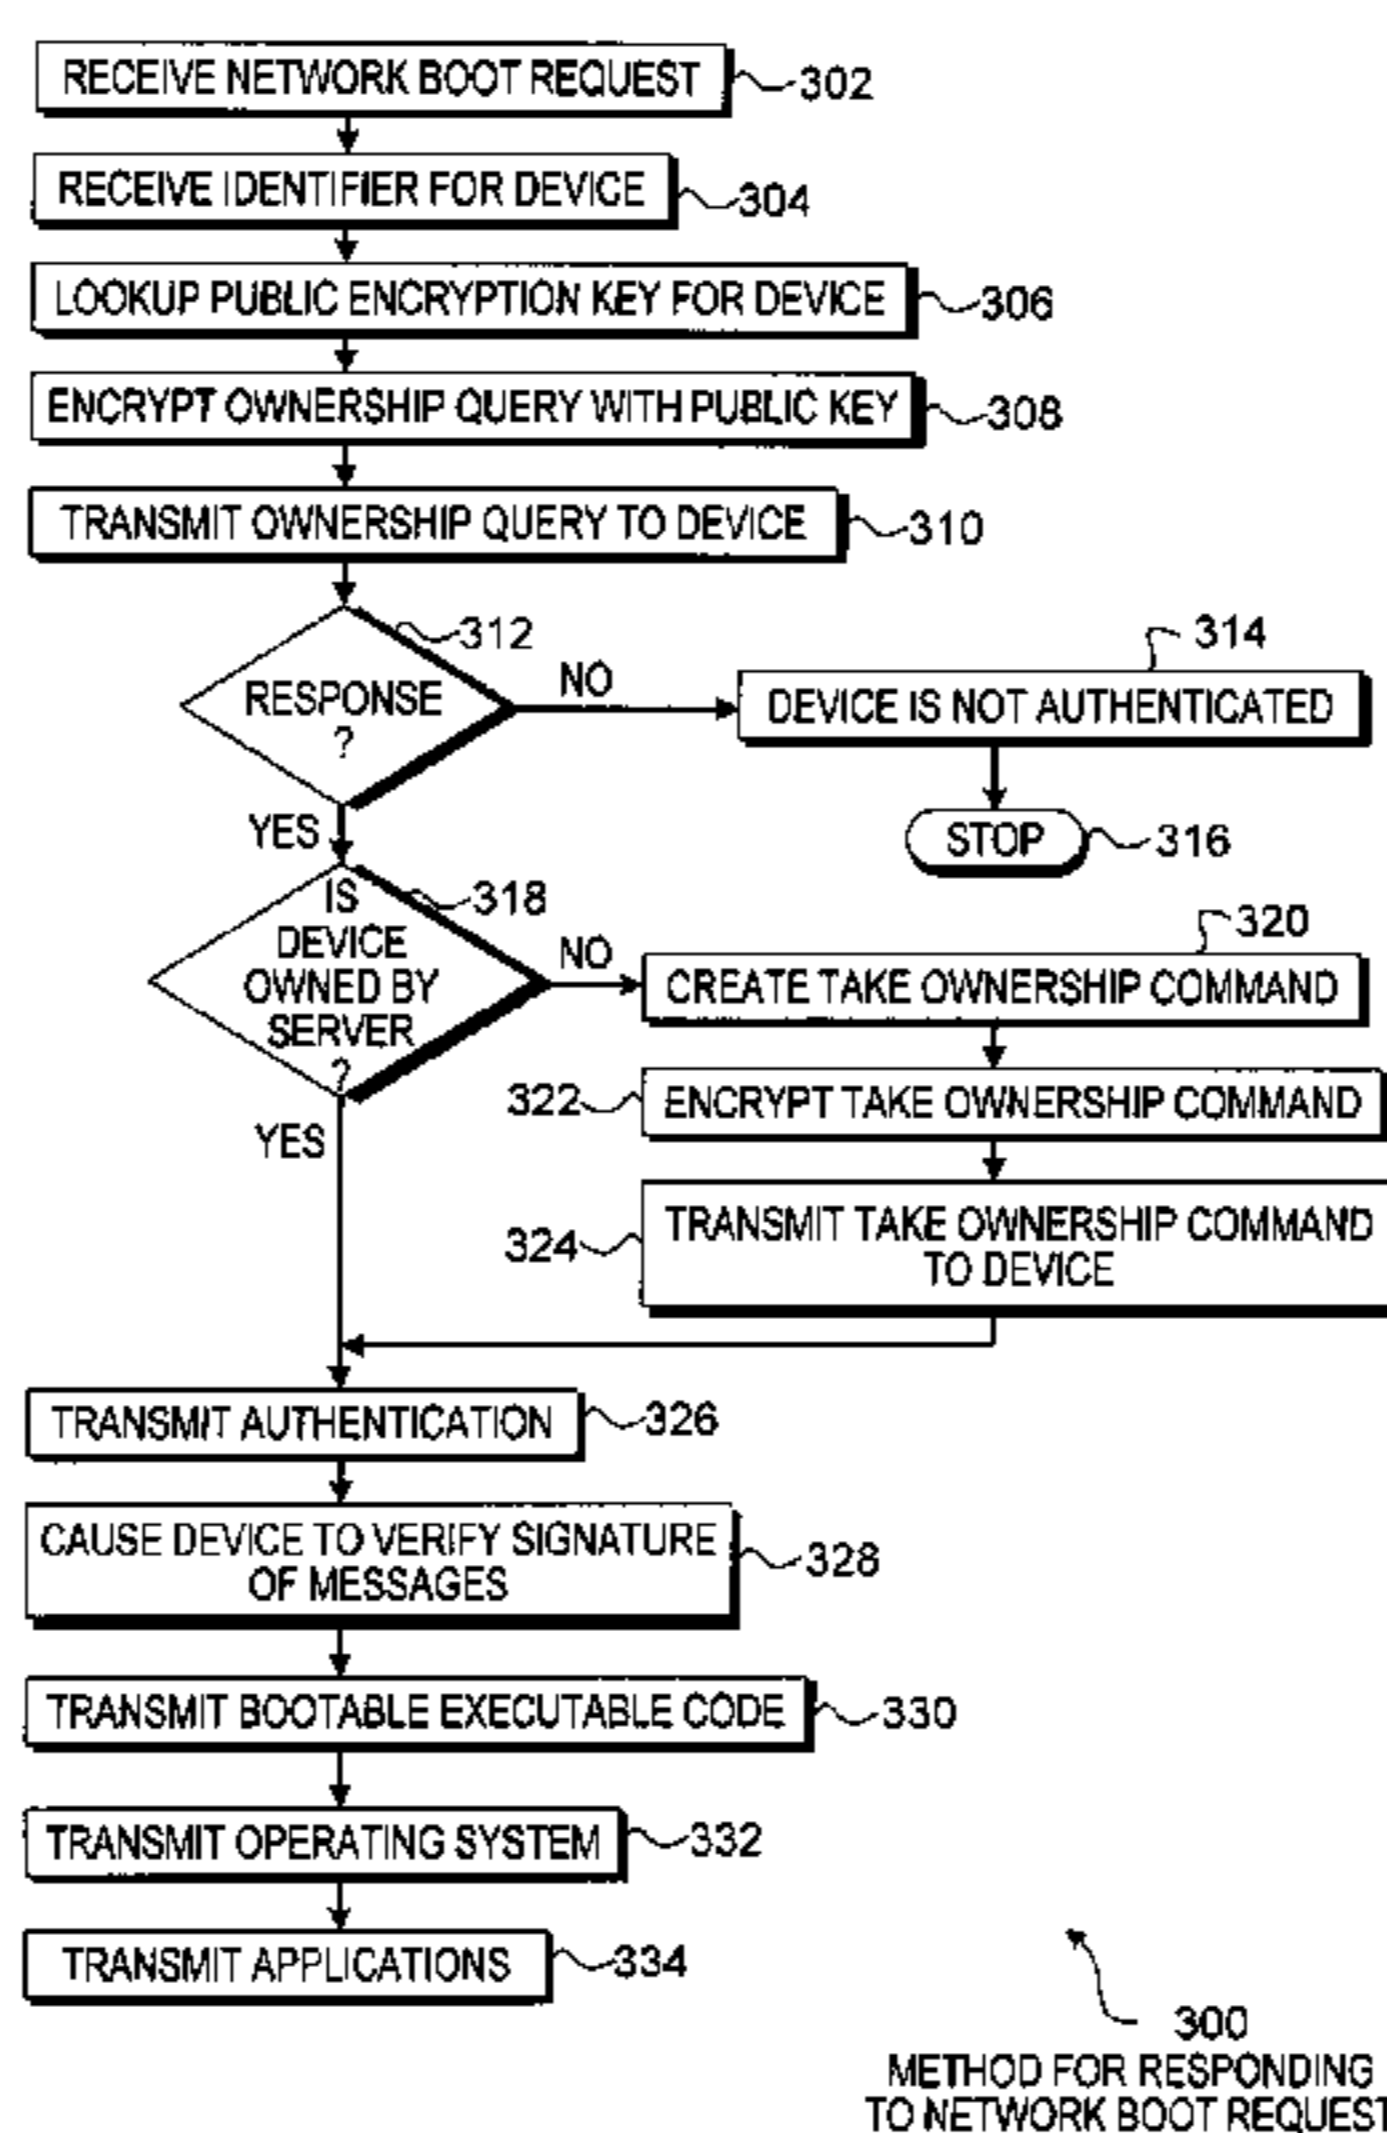 RECEIVE NETWORK BOOT REQUEST
302
RECEIVE IDENTIFIER FOR DEVICE
304
LOOKUP PUBLIC ENCRYPTION KEY FOR DEVICE
306
ENCRYPT OWNERSHIP QUERY WITH PUBLIC KEY
308
TRANSMIT OWNERSHIP QUERY TO DEVICE
310
312
RESPONSE
?
NO
314
DEVICE IS NOT AUTHENTICATED
STOP
316
YES
318
IS
DEVICE
OWNED BY
SERVER
?
NO
320
CREATE TAKE OWNERSHIP COMMAND
322
ENCRYPT TAKE OWNERSHIP COMMAND
324
TRANSMIT TAKE OWNERSHIP COMMAND
TO DEVICE
YES
TRANSMIT AUTHENTICATION
326
CAUSE DEVICE TO VERIFY SIGNATURE
OF MESSAGES
328
TRANSMIT BOOTABLE EXECUTABLE CODE
330
TRANSMIT OPERATING SYSTEM
332
TRANSMIT APPLICATIONS
334
300
METHOD FOR RESPONDING
TO NETWORK BOOT REQUEST